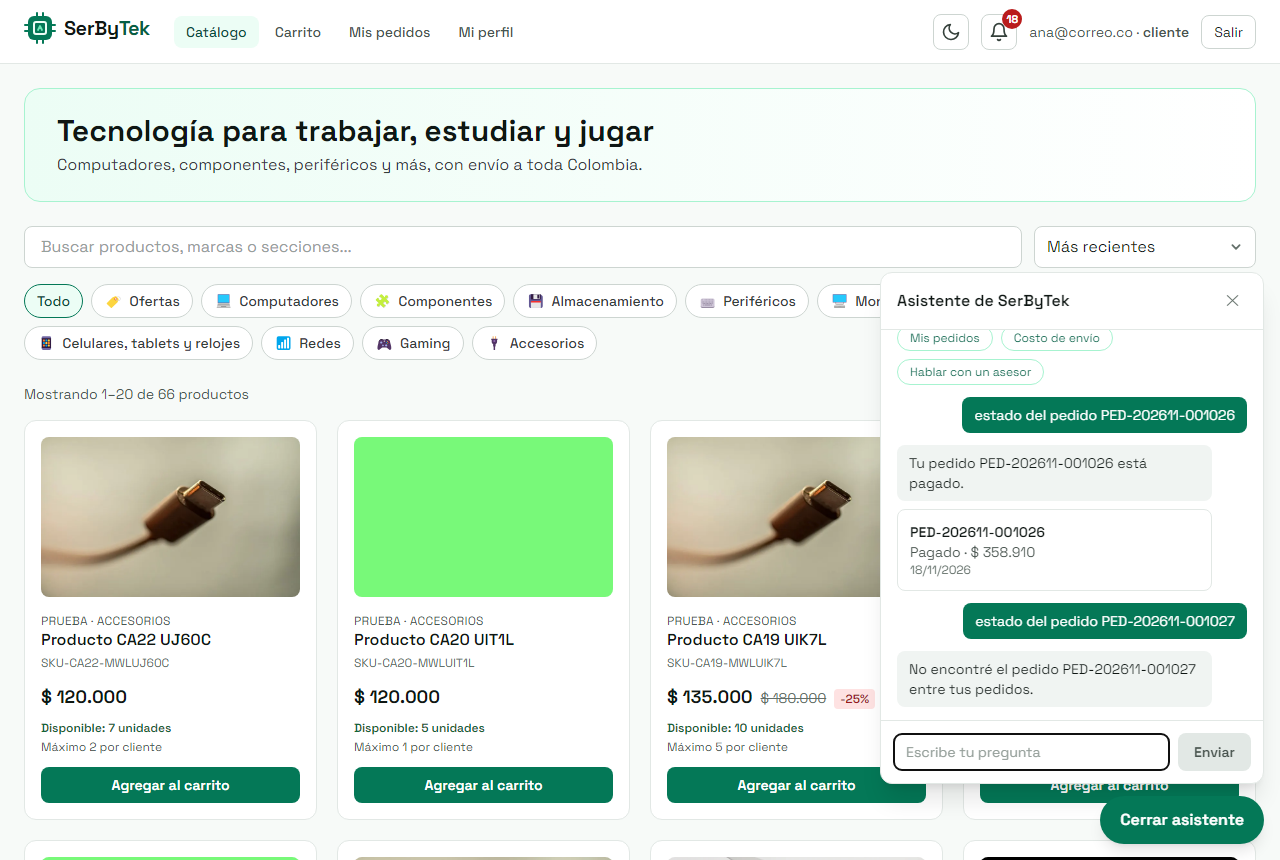 SerByTek
Catálogo
Carrito
Mis pedidos
Mi perfil
18
ana@correo.co · cliente
Salir
Tecnología para trabajar, estudiar y jugar
Computadores, componentes, periféricos y más, con envío a toda Colombia.
Buscar productos, marcas o secciones...
Más recientes
Todo
Ofertas
Computadores
Componentes
Almacenamiento
Periféricos
Celulares, tablets y relojes
Redes
Gaming
Accesorios
Mostrando 1–20 de 66 productos
PRUEBA · ACCESORIOS
Producto CA22 UJ60C
SKU-CA22-MWLUJ60C
$ 120.000
Disponible: 7 unidades
Máximo 2 por cliente
Agregar al carrito
PRUEBA · ACCESORIOS
Producto CA20 UIT1L
SKU-CA20-MWLUIT1L
$ 120.000
Disponible: 5 unidades
Máximo 1 por cliente
Agregar al carrito
PRUEBA · ACCESORIOS
Producto CA19 UIK7L
SKU-CA19-MWLUIK7L
$ 135.000 $ 180.000 -25%
Disponible: 10 unidades
Máximo 5 por cliente
Agregar al carrito
Agregar al carrito
Asistente de SerByTek
Mis pedidos
Costo de envío
Hablar con un asesor
estado del pedido PED-202611-001026
Tu pedido PED-202611-001026 está
pagado.
PED-202611-001026
Pagado · $ 358.910
18/11/2026
estado del pedido PED-202611-001027
No encontré el pedido PED-202611-001027
entre tus pedidos.
Escribe tu pregunta
Enviar
Cerrar asistente